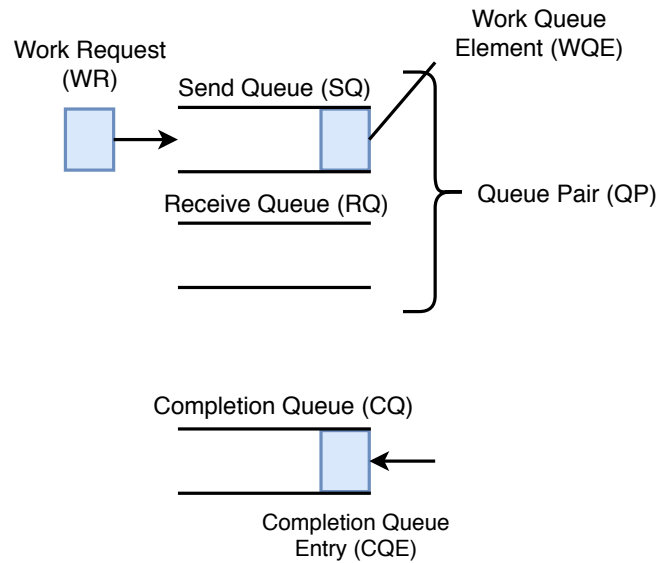 Work Queue
Element (WQE)
Work Request
(WR)
Send Queue (SQ)
Receive Queue (RQ)
Queue Pair (QP)
Completion Queue (CQ)
Completion Queue
Entry (CQE)